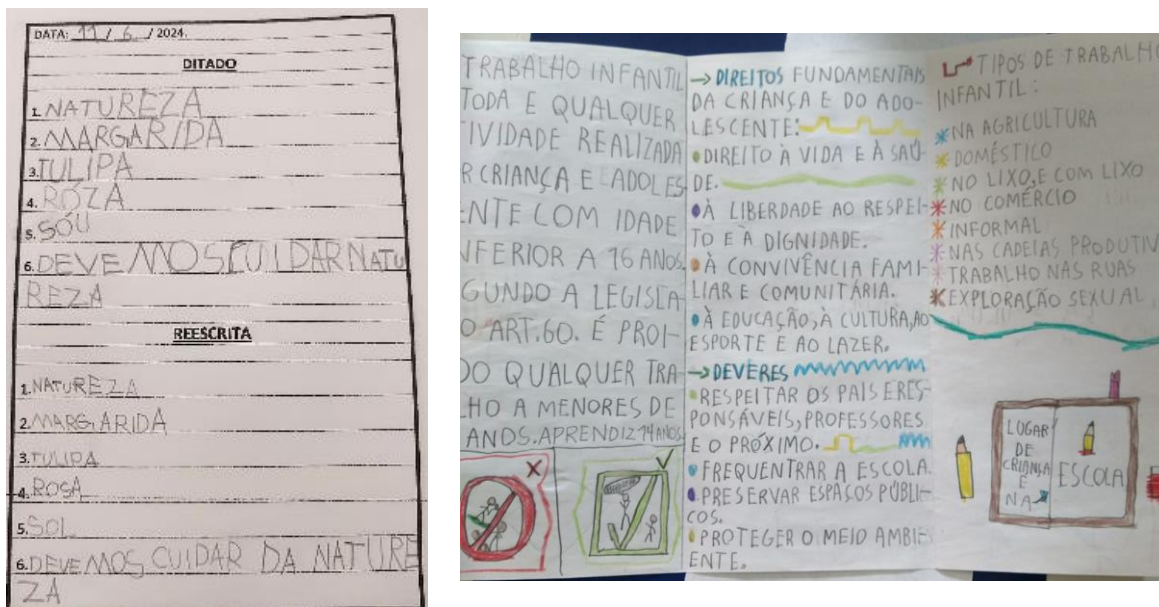 DATA: 11 / 6 / 2024.
DITADO
1. NATUREZA
2. MARGARIDA
3. TULIPA
4. ROZA
5. SOU
6. DEVEMOSCUIDARNATU
REZA
REESCRITA
1. NATUREZA
2. MARGARIDA
3. TULIPA
4. ROSA
5. SOL
6. DEVEMOS CUIDAR DA NATURE
ZA
TRABALHO INFANTIL
TODA E QUALQUER
TIVIDADE REALIZADA
R CRIANÇA E ADOLES
ENTE COM IDADE
NFERIOR A 16 ANOS.
GUNDO A LEGISLA-
O ART.60. É PROI-
DO QUALQUER TRA-
LHO A MENORES DE
ANOS. APRENDIZ 14 ANOS
→ DIREITOS FUNDAMENTAIS
DA CRIANÇA E DO ADO-
LESCENTE:
• DIREITO À VIDA E À SAÚ-
DE.
• À LIBERDADE AO RESPEI-
TO E À DIGNIDADE.
• À CONVIVÊNCIA FAMI-
LIAR E COMUNITÁRIA.
• À EDUCAÇÃO, À CULTURA, AO
ESPORTE E AO LAZER.
→ DEVERES
• RESPEITAR OS PAIS E RES-
PONSÁVEIS, PROFESSORES
E O PRÓXIMO.
• FREQUENTRAR A ESCOLA.
• PRESERVAR ESPAÇOS PÚBLI-
COS.
• PROTEGER O MEIO AMBI-
ENTE.
TIPOS DE TRABALHO
INFANTIL:
* NA AGRICULTURA
* DOMÉSTICO
* NO LIXO, E COM LIXO
* NO COMÉRCIO
* INFORMAL
* NAS CADEIAS PRODUTIV
* TRABALHO NAS RUAS
* EXPLORAÇÃO SEXUAL
LOGAR
DE
CRIANÇA
É
NA
ESCOLA